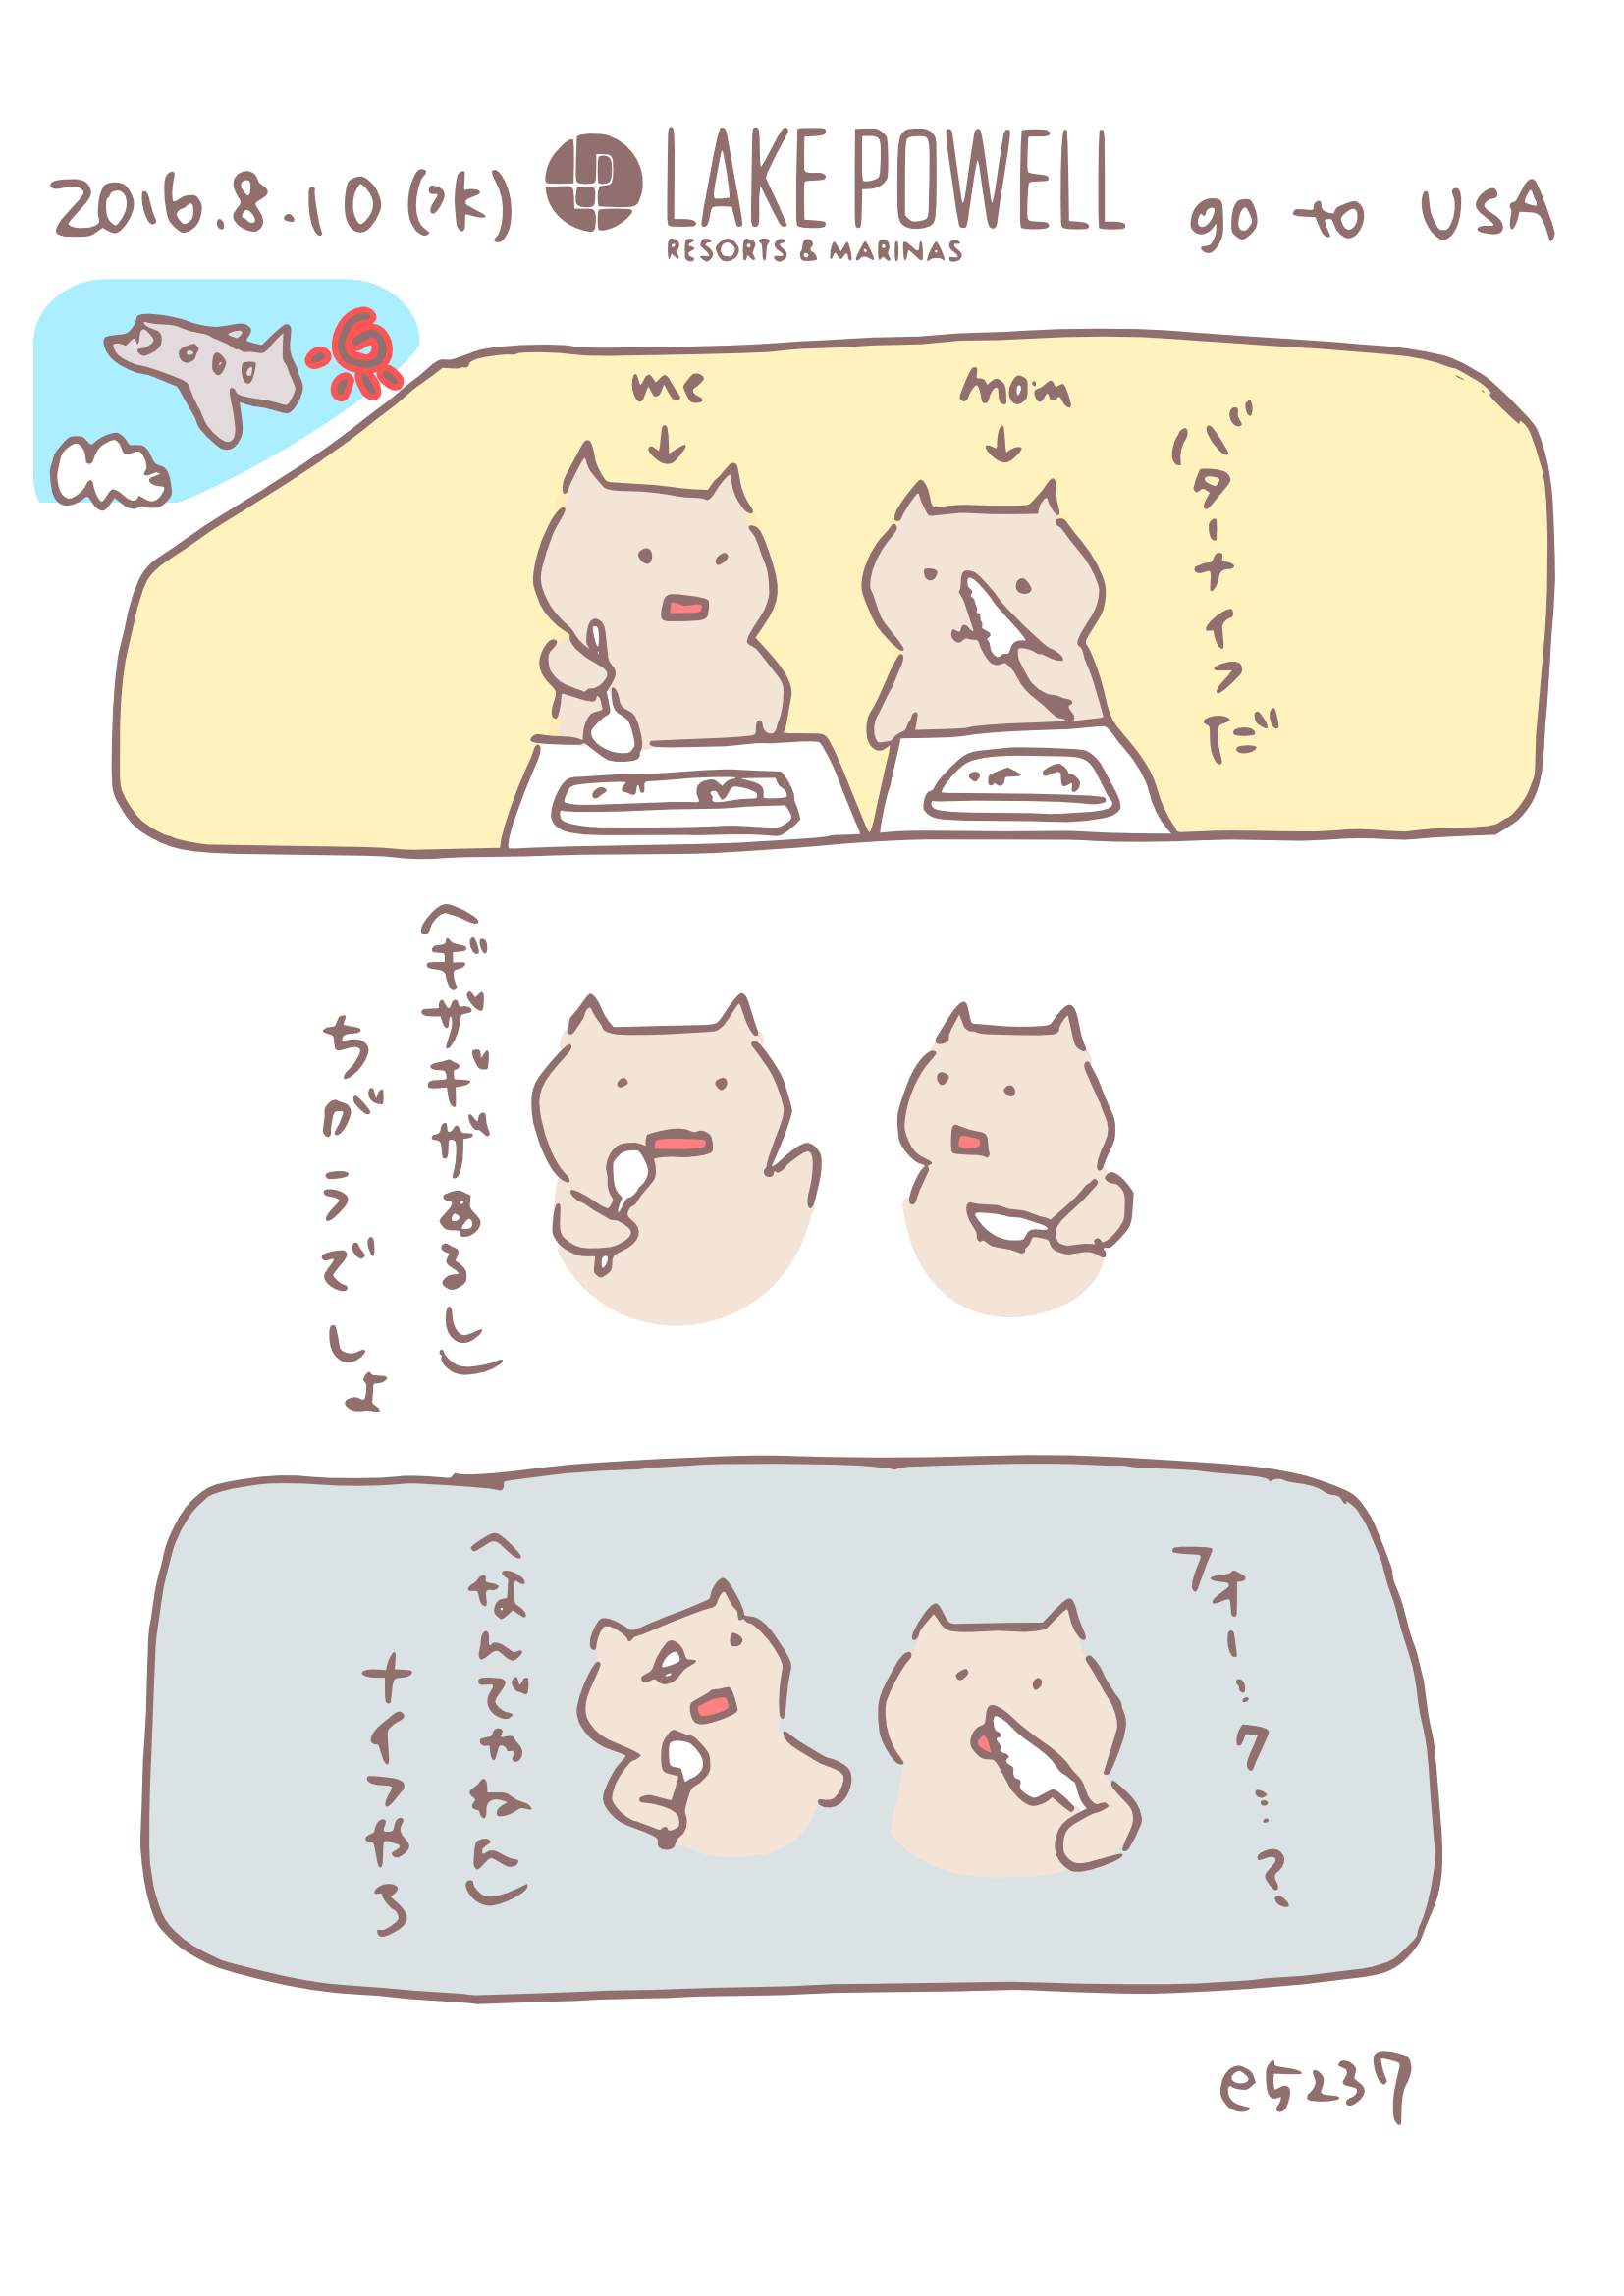 2016.8.10(水) LAKE POWELL go to USA
RESORTS & MARINAS
me
mom
バターナイフだ
(ギザギザあるし)
ちがうでしょ
フォー…ク…?
(なんでやねん)
ナイフやろ
e5237